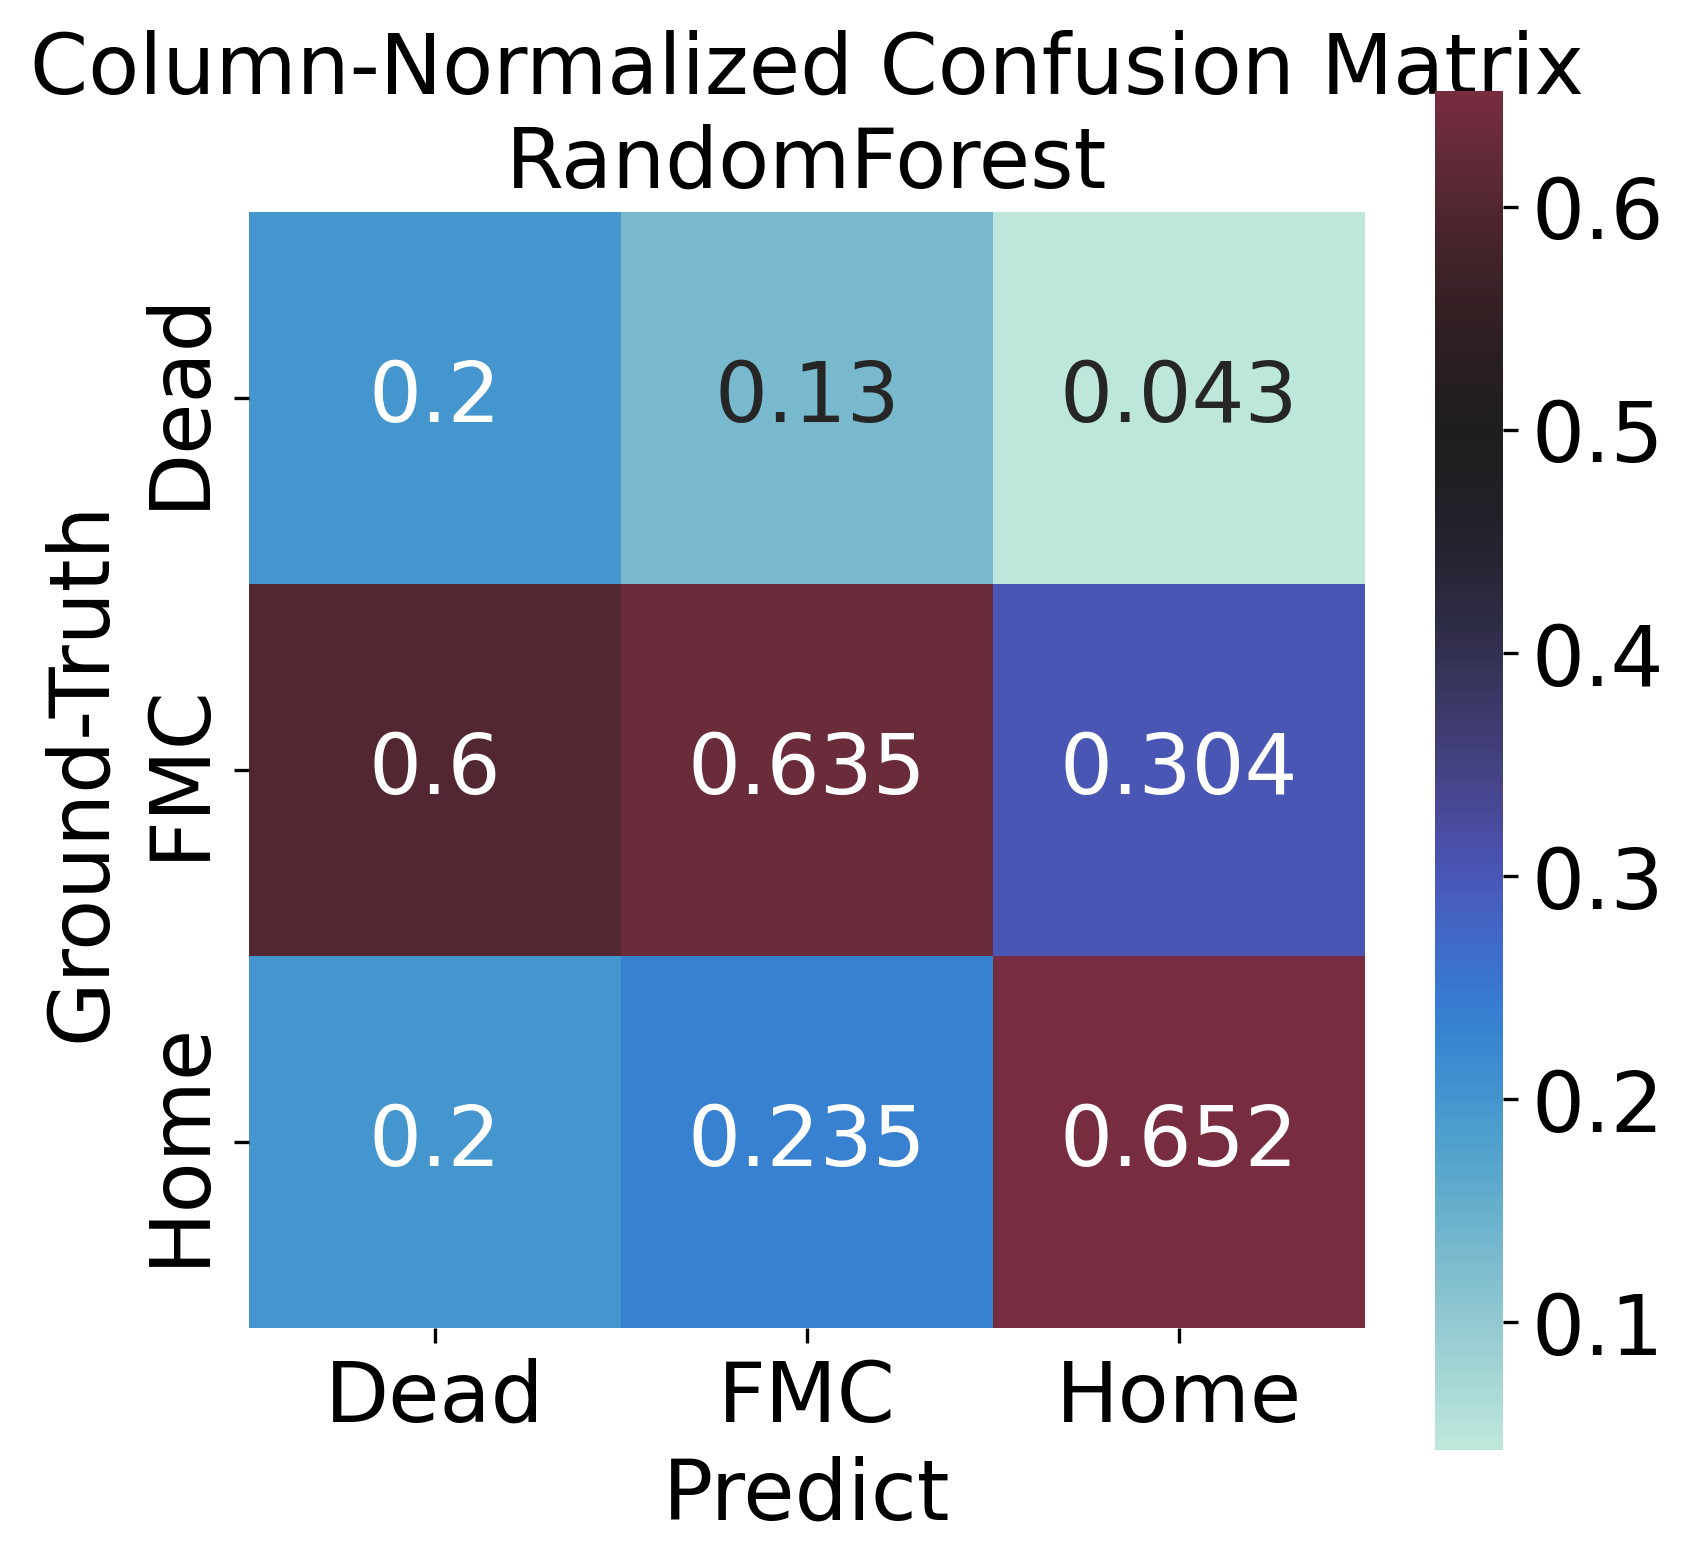 Column-Normalized Confusion Matrix
RandomForest
Ground-Truth
Dead
0.2 0.13 0.043
FMC
0.6 0.635 0.304
Home
0.2 0.235 0.652
Dead FMC Home
Predict
0.6
0.5
0.4
0.3
0.2
0.1